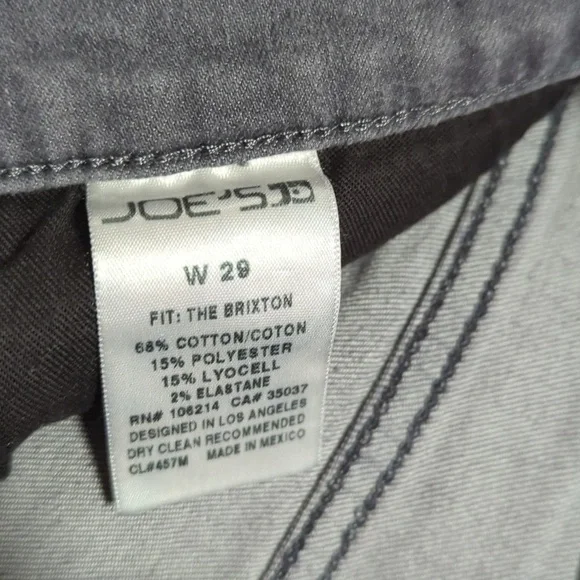 JOE'S
W 29
FIT: THE BRIXTON
68% COTTON/COTON
15% POLYESTER
15% LYOCELL
2% ELASTANE
RN# 106214 CA# 35037
DESIGNED IN LOS ANGELES
DRY CLEAN RECOMMENDED
CL#457M MADE IN MEXICO